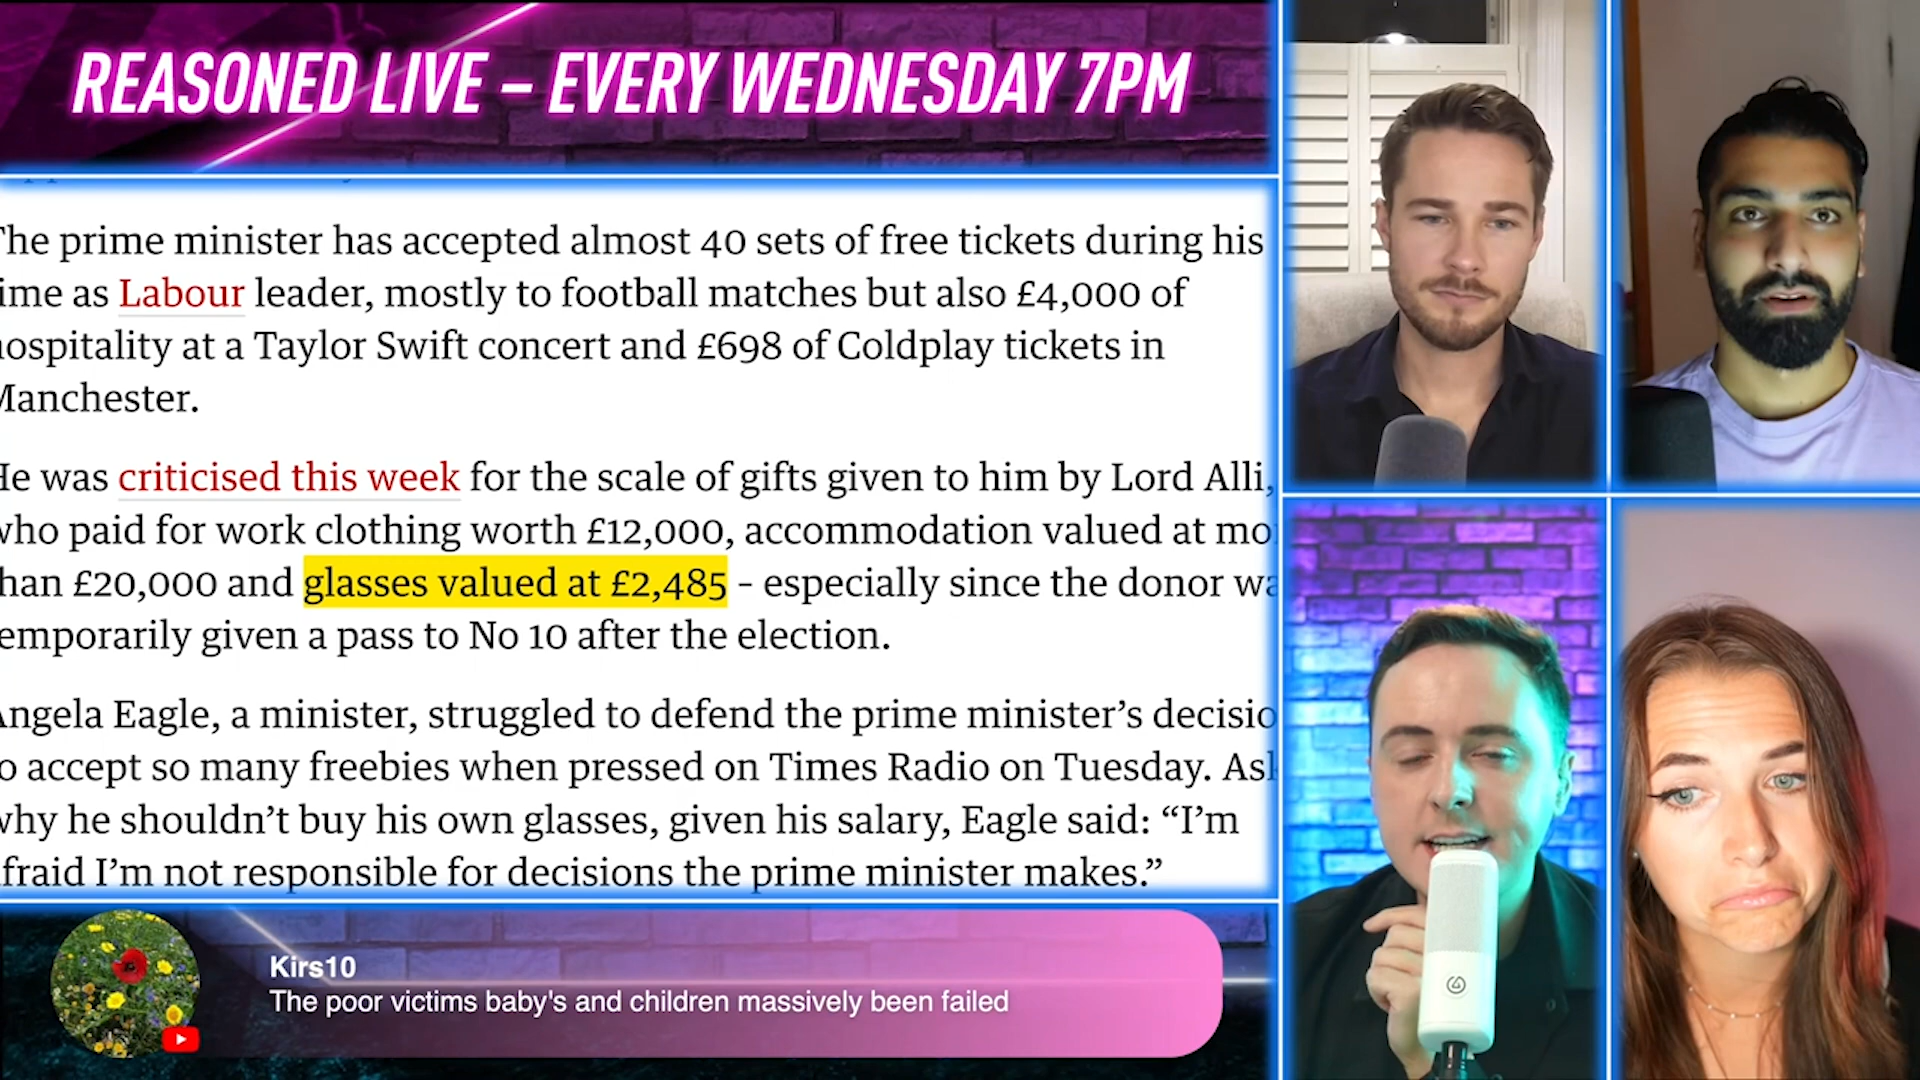 REASONED LIVE – EVERY WEDNESDAY 7PM
The prime minister has accepted almost 40 sets of free tickets during his
time as Labour leader, mostly to football matches but also £4,000 of
hospitality at a Taylor Swift concert and £698 of Coldplay tickets in
Manchester.
He was criticised this week for the scale of gifts given to him by Lord Alli,
who paid for work clothing worth £12,000, accommodation valued at mo
than £20,000 and glasses valued at £2,485 – especially since the donor wa
temporarily given a pass to No 10 after the election.
Angela Eagle, a minister, struggled to defend the prime minister’s decisio
to accept so many freebies when pressed on Times Radio on Tuesday. Ask
why he shouldn’t buy his own glasses, given his salary, Eagle said: “I’m
afraid I’m not responsible for decisions the prime minister makes.”
Kirs10
The poor victims baby's and children massively been failed